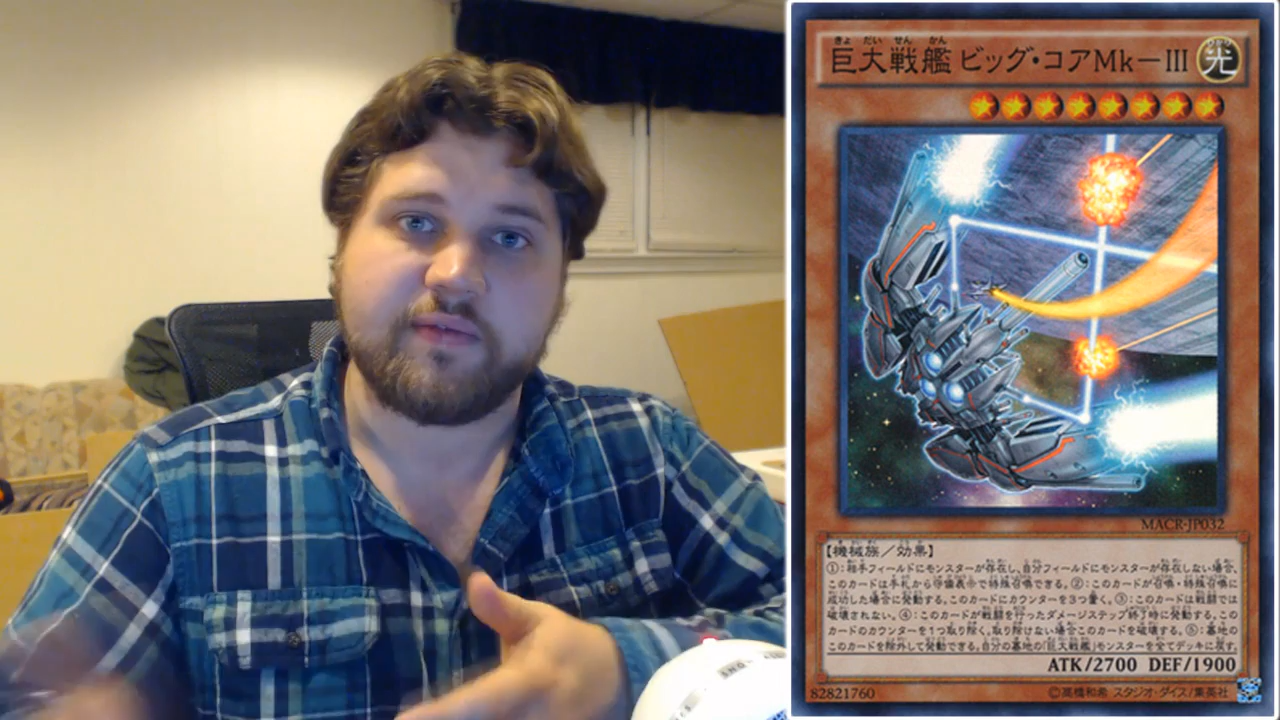 きょ だい せん かん
巨大戦艦 ビッグ・コアMk－III
光
MACR-JP032
【機械族／効果】
①：相手フィールドにモンスターが存在し、自分フィールドにモンスターが存在しない場合、
このカードは手札から守備表示で特殊召喚できる。②：このカードが召喚・特殊召喚に
成功した場合に発動する。このカードにカウンターを３つ置く。③：このカードは戦闘では
破壊されない。④：このカードが戦闘を行ったダメージステップ終了時に発動する。この
カードのカウンターを１つ取り除く。取り除けない場合このカードを破壊する。⑤：墓地の
このカードを除外して発動できる。自分の墓地の「巨大戦艦」モンスターを全てデッキに戻す。
ATK/2700 DEF/1900
82821760
©高橋和希 スタジオ・ダイス/集英社